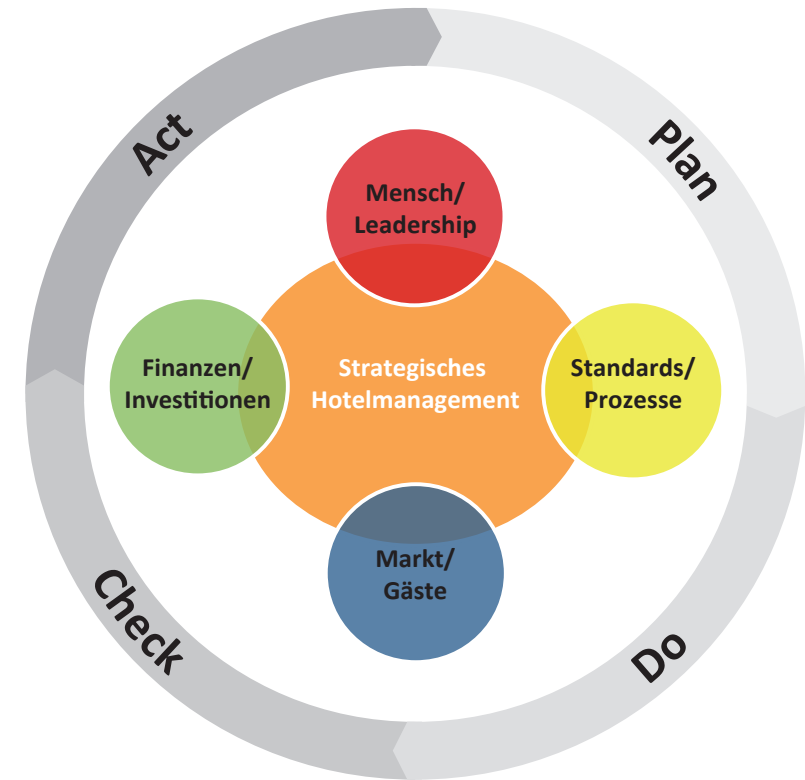 Act
Plan
Mensch/
Leadership
Finanzen/
Investitionen
Strategisches
Hotelmanagement
Standards/
Prozesse
Markt/
Gäste
Check
Do